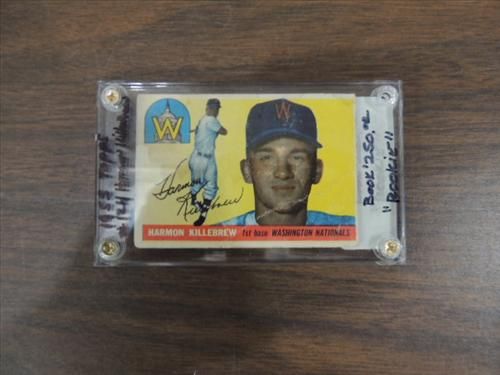 1955 TOPPS
#124 Harmon Killebrew
W
W
Harmon
Killebrew
HARMON KILLEBREW 1st base WASHINGTON NATIONALS
BOOK $250.00
"ROOKIE"